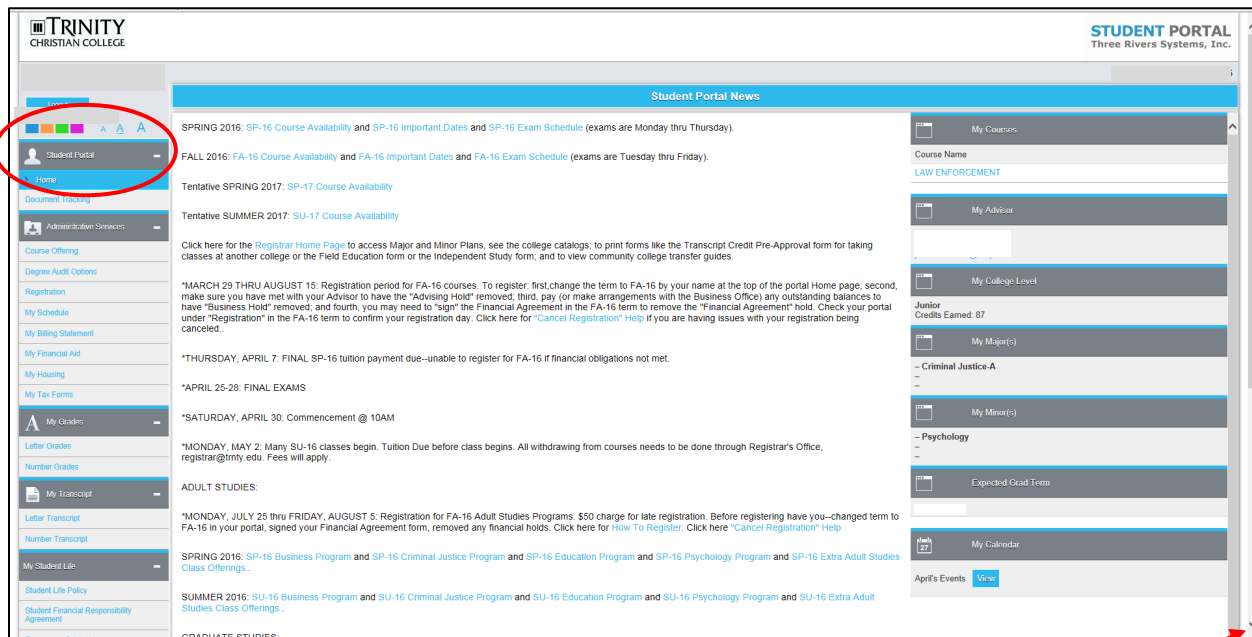 TRINITY
CHRISTIAN COLLEGE
STUDENT PORTAL
Three Rivers Systems, Inc.
Student Portal News
A A A
Student Portal
Home
Document Tracking
Administrative Services
Course Offering
Degree Audit Options
Registration
My Schedule
My Billing Statement
My Financial Aid
My Housing
My Tax Forms
A My Grades
Letter Grades
Number Grades
My Transcript
Letter Transcript
Number Transcript
My Student Life
Student Life Policy
Student Financial Responsibility
Agreement
SPRING 2016: SP-16 Course Availability and SP-16 Important Dates and SP-16 Exam Schedule (exams are Monday thru Thursday).
FALL 2016: FA-16 Course Availability and FA-16 Important Dates and FA-16 Exam Schedule (exams are Tuesday thru Friday).
Tentative SPRING 2017: SP-17 Course Availability
Tentative SUMMER 2017: SU-17 Course Availability
Click here for the Registrar Home Page to access Major and Minor Plans, see the college catalogs; to print forms like the Transcript Credit Pre-Approval form for taking
classes at another college or the Field Education form or the Independent Study form; and to view community college transfer guides.
*MARCH 29 THRU AUGUST 15: Registration period for FA-16 courses. To register: first,change the term to FA-16 by your name at the top of the portal Home page; second,
make sure you have met with your Advisor to have the "Advising Hold" removed; third, pay (or make arrangements with the Business Office) any outstanding balances to
have "Business Hold" removed; and fourth, you may need to "sign" the Financial Agreement in the FA-16 term to remove the "Financial Agreement" hold. Check your portal
under "Registration" in the FA-16 term to confirm your registration day. Click here for "Cancel Registration" Help if you are having issues with your registration being
canceled..
*THURSDAY, APRIL 7: FINAL SP-16 tuition payment due--unable to register for FA-16 if financial obligations not met.
*APRIL 25-28: FINAL EXAMS
*SATURDAY, APRIL 30: Commencement @ 10AM
*MONDAY, MAY 2: Many SU-16 classes begin. Tuition Due before class begins. All withdrawing from courses needs to be done through Registrar's Office,
registrar@trnty.edu. Fees will apply.
ADULT STUDIES:
*MONDAY, JULY 25 thru FRIDAY, AUGUST 5: Registration for FA-16 Adult Studies Programs. $50 charge for late registration. Before registering have you--changed term to
FA-16 in your portal, signed your Financial Agreement form, removed any financial holds. Click here for How To Register. Click here "Cancel Registration" Help
SPRING 2016: SP-16 Business Program and SP-16 Criminal Justice Program and SP-16 Education Program and SP-16 Psychology Program and SP-16 Extra Adult Studies
Class Offerings .
SUMMER 2016: SU-16 Business Program and SU-16 Criminal Justice Program and SU-16 Education Program and SU-16 Psychology Program and SU-16 Extra Adult
Studies Class Offerings .
GRADUATE STUDIES:
My Courses
Course Name
LAW ENFORCEMENT
My Advisor
My College Level
Junior
Credits Earned: 87
My Major(s)
– Criminal Justice-A
–
–
My Minor(s)
– Psychology
–
–
Expected Grad Term
27 My Calendar
April's Events View